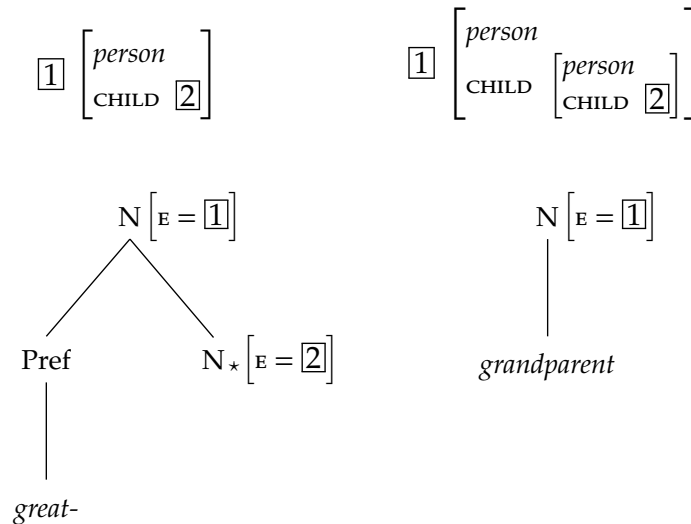 1 [person CHILD 2]
1 [person CHILD [person CHILD 2]]
N [E = 1]
N [E = 1]
Pref
N⋆ [E = 2]
grandparent
great-